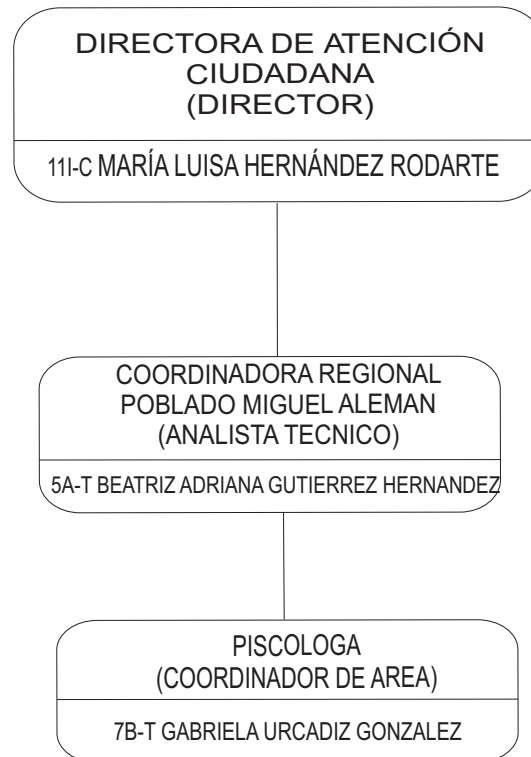 DIRECTORA DE ATENCIÓN
CIUDADANA
(DIRECTOR)
11I-C MARÍA LUISA HERNÁNDEZ RODARTE
COORDINADORA REGIONAL
POBLADO MIGUEL ALEMAN
(ANALISTA TECNICO)
5A-T BEATRIZ ADRIANA GUTIERREZ HERNANDEZ
PISCOLOGA
(COORDINADOR DE AREA)
7B-T GABRIELA URCADIZ GONZALEZ